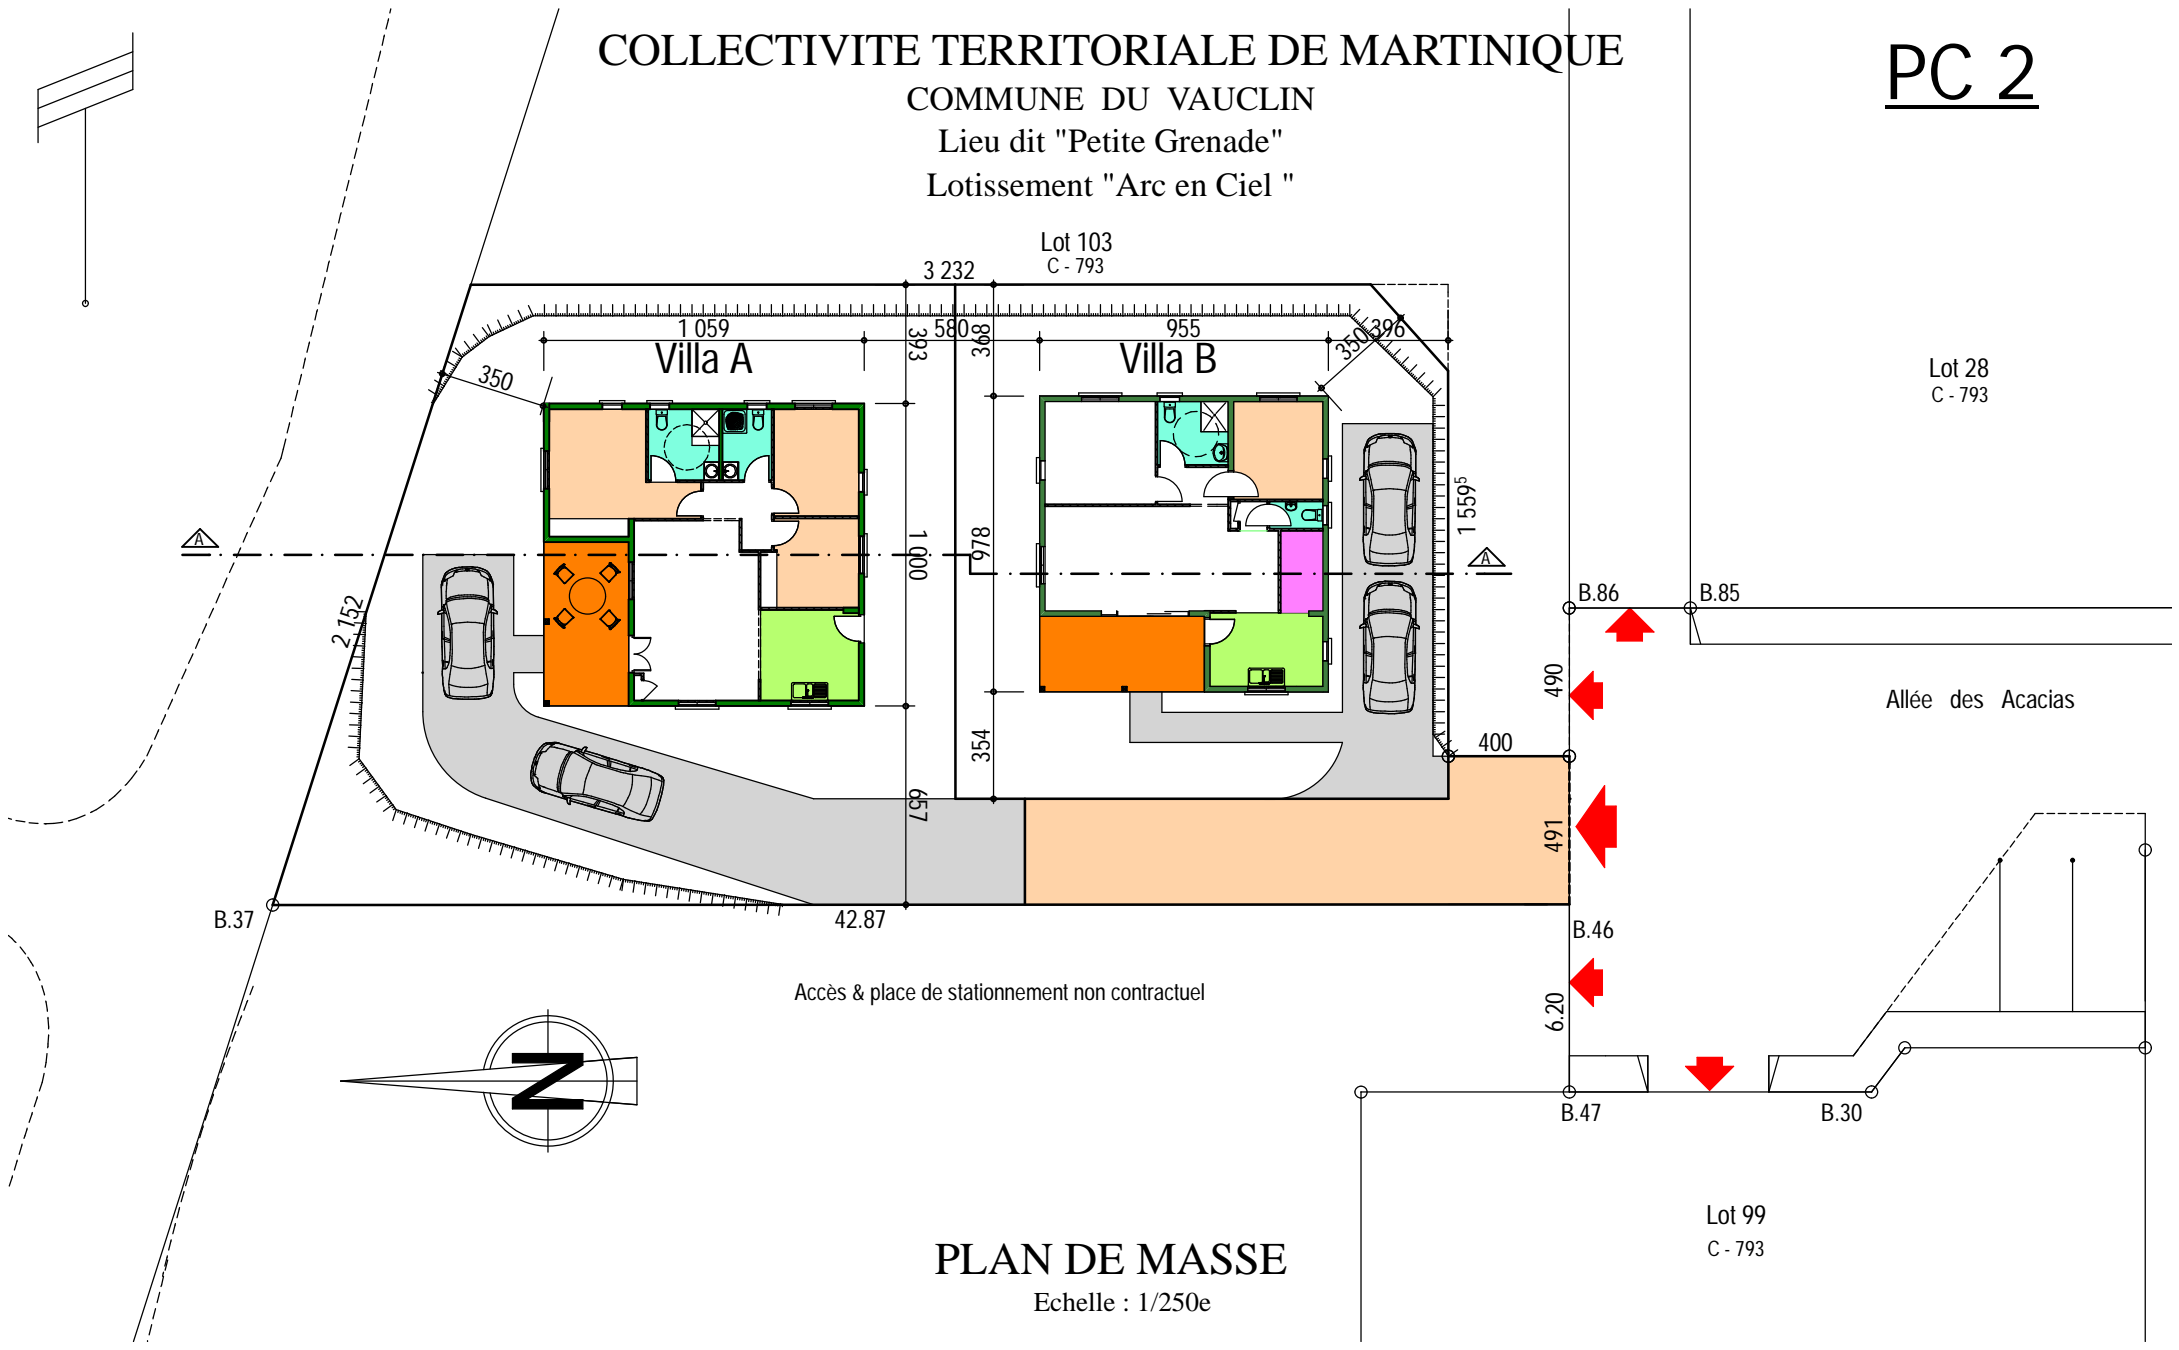 COLLECTIVITE TERRITORIALE DE MARTINIQUE
PC 2
COMMUNE DU VAUCLIN
Lieu dit "Petite Grenade"
Lotissement "Arc en Ciel "
Lot 103
C - 793
3 232
1 059
580
955
396
393
368
350
Villa A
Villa B
350
Lot 28
C - 793
1 559⁵
A
A
1 000
978
2 152
B.86
B.85
490
Allée des Acacias
354
400
657
491
B.37
42.87
B.46
Accès & place de stationnement non contractuel
6.20
N
B.47
B.30
Lot 99
C - 793
PLAN DE MASSE
Echelle : 1/250e